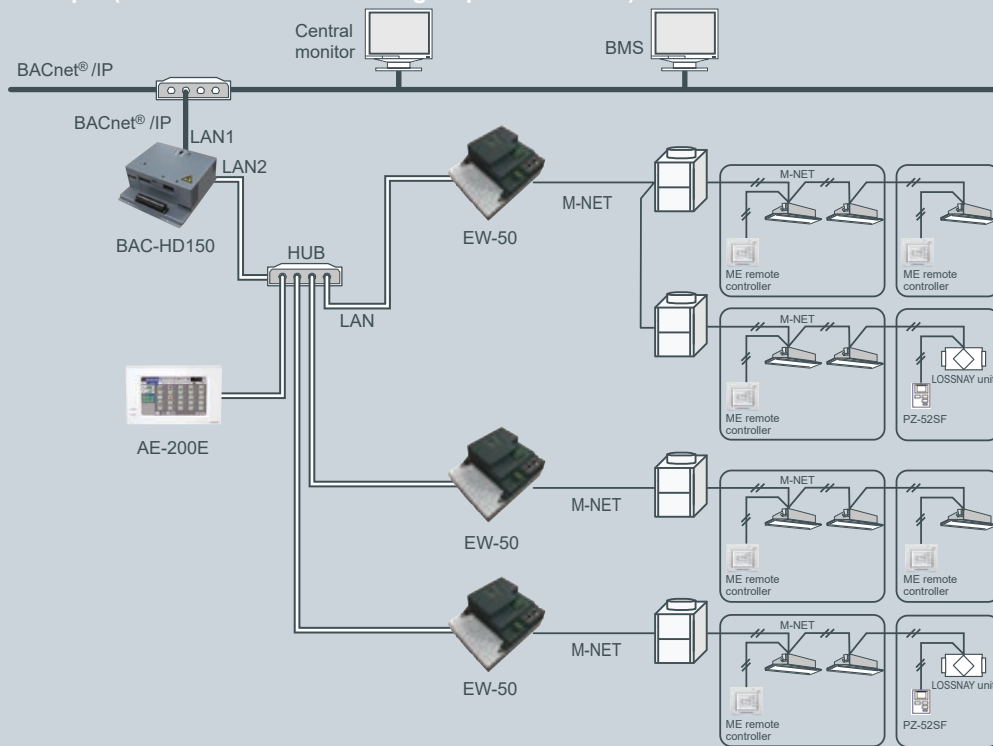 Central
monitor
BMS
BACnet® /IP
BACnet® /IP
LAN1
LAN2
BAC-HD150
EW-50
M-NET
HUB
LAN
AE-200E
M-NET
ME remote
controller
ME remote
controller
M-NET
ME remote
controller
LOSSNAY unit
PZ-52SF
EW-50
M-NET
M-NET
ME remote
controller
ME remote
controller
EW-50
M-NET
M-NET
ME remote
controller
LOSSNAY unit
PZ-52SF